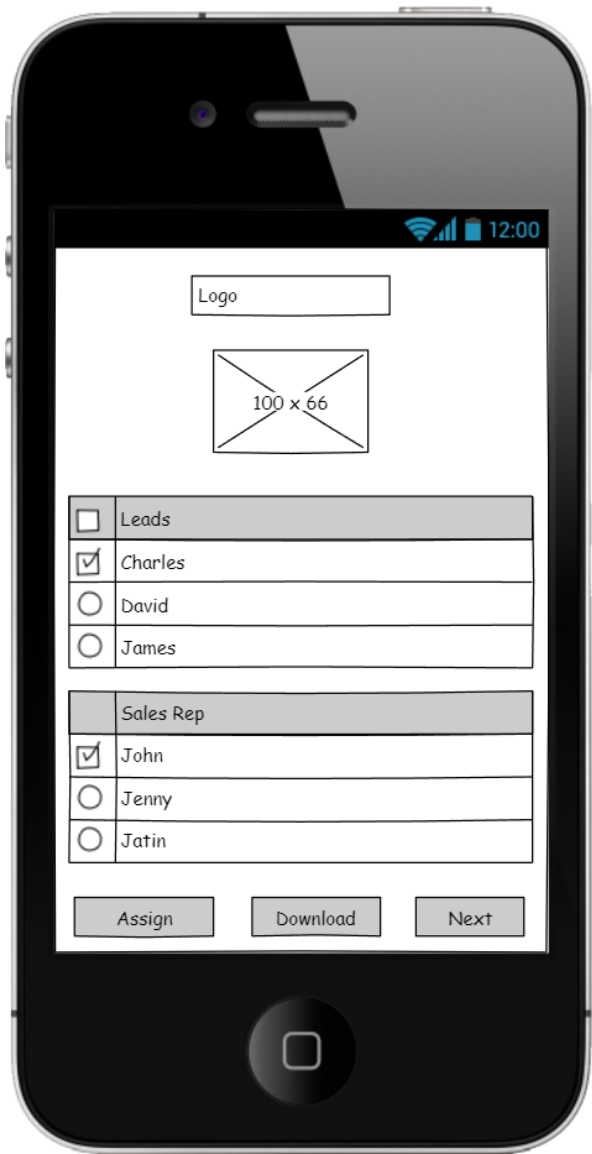 12:00
Logo
100 x 66
Leads
Charles
David
James
Sales Rep
John
Jenny
Jatin
Assign Download Next